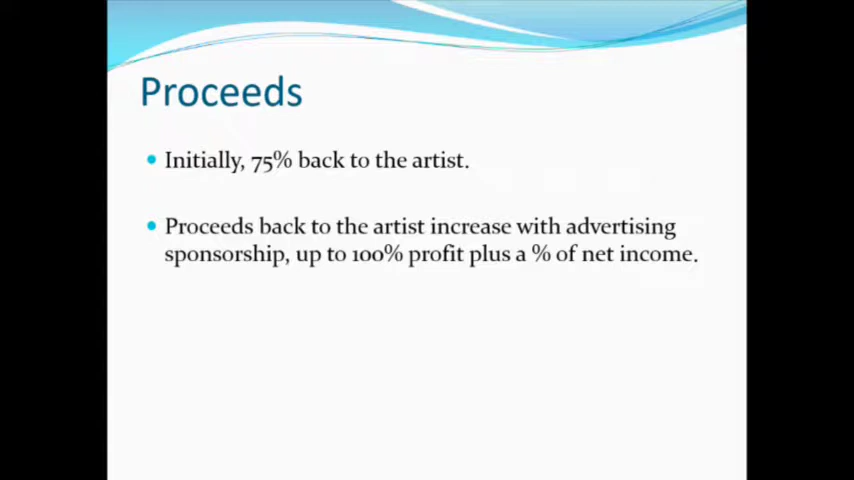 Proceeds
Initially, 75% back to the artist.
Proceeds back to the artist increase with advertising
sponsorship, up to 100% profit plus a % of net income.